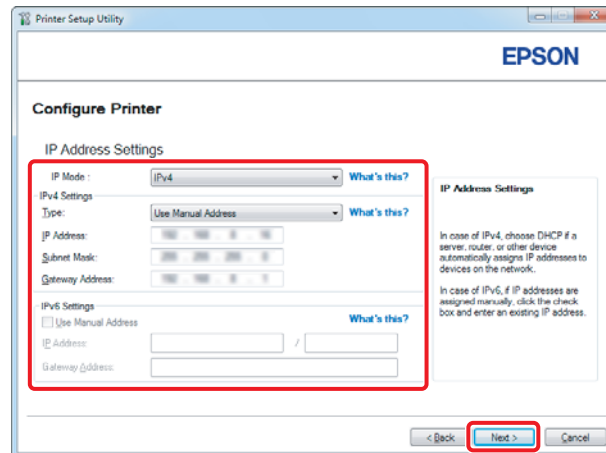 Printer Setup Utility
EPSON
Configure Printer
IP Address Settings
IP Mode :
IPv4
What's this?
IPv4 Settings
Type:
Use Manual Address
What's this?
IP Address:
Subnet Mask:
Gateway Address:
IPv6 Settings
Use Manual Address
What's this?
IP Address:
/
Gateway Address:
IP Address Settings
In case of IPv4, choose DHCP if a
server, router, or other device
automatically assigns IP addresses to
devices on the network.
In case of IPv6, if IP addresses are
assigned manually, click the check
box and enter an existing IP address.
< Back
Next >
Cancel